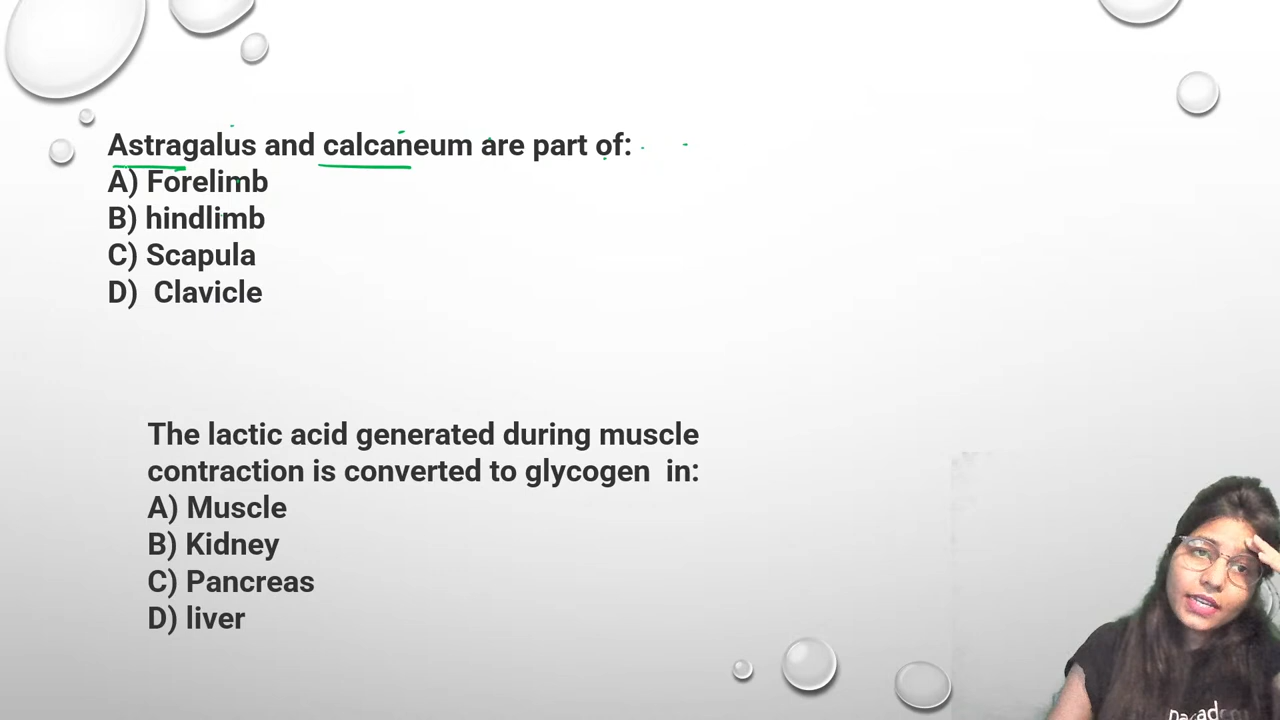 Astragalus and calcaneum are part of:
A) Forelimb
B) hindlimb
C) Scapula
D) Clavicle
The lactic acid generated during muscle
contraction is converted to glycogen in:
A) Muscle
B) Kidney
C) Pancreas
D) liver